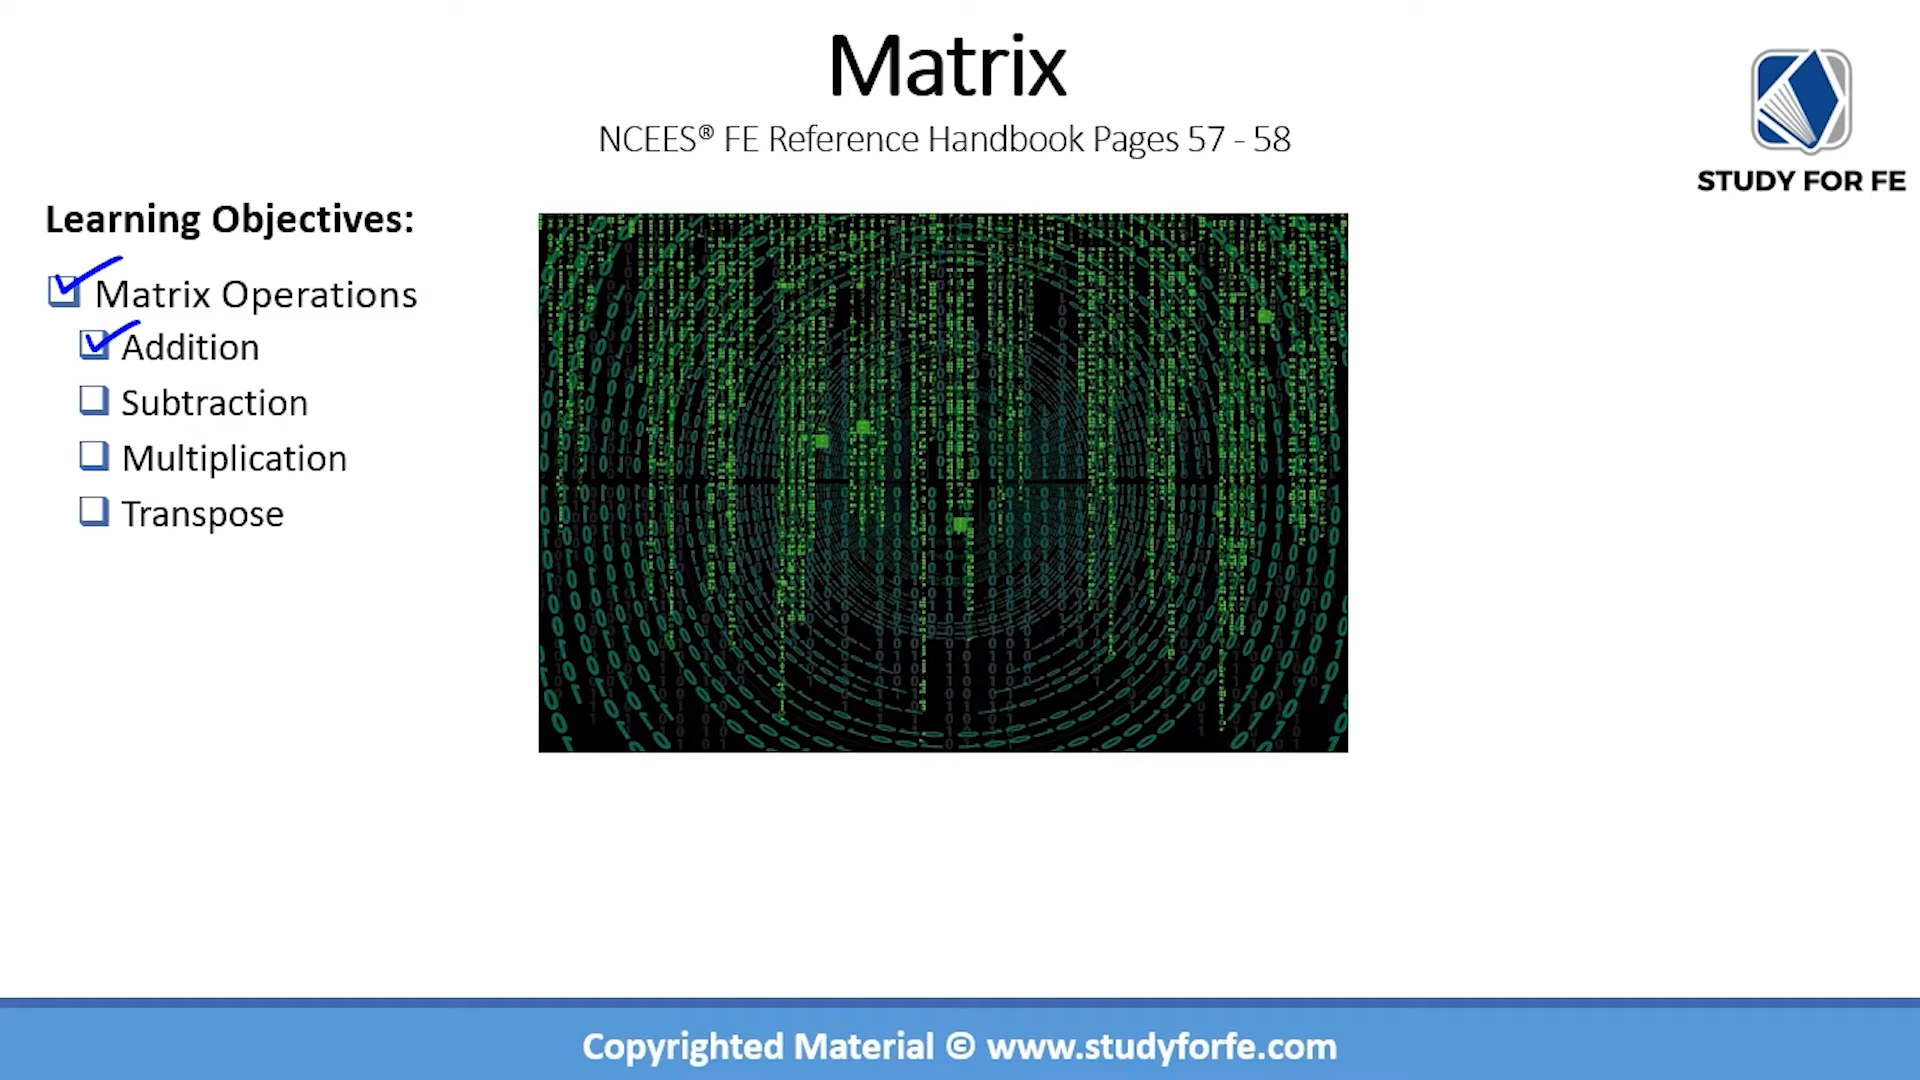 Matrix
NCEES® FE Reference Handbook Pages 57 - 58
STUDY FOR FE
Learning Objectives:
Matrix Operations
Addition
Subtraction
Multiplication
Transpose
Copyrighted Material © www.studyforfe.com